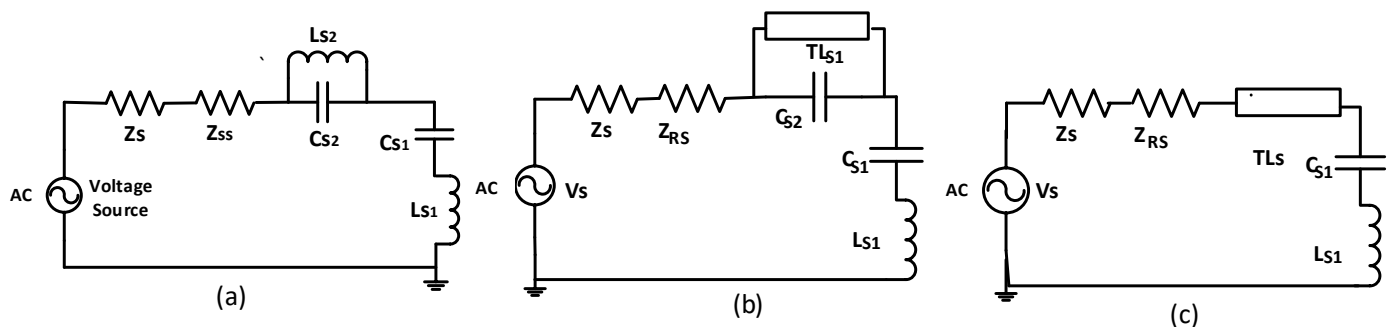 Ls2
Zs
Zss
Cs2
Cs1
AC
Voltage
Source
Ls1
(a)
TLS1
Zs
ZRS
CS2
CS1
AC
Vs
LS1
(b)
Zs
ZRS
TLs
CS1
AC
Vs
LS1
(c)